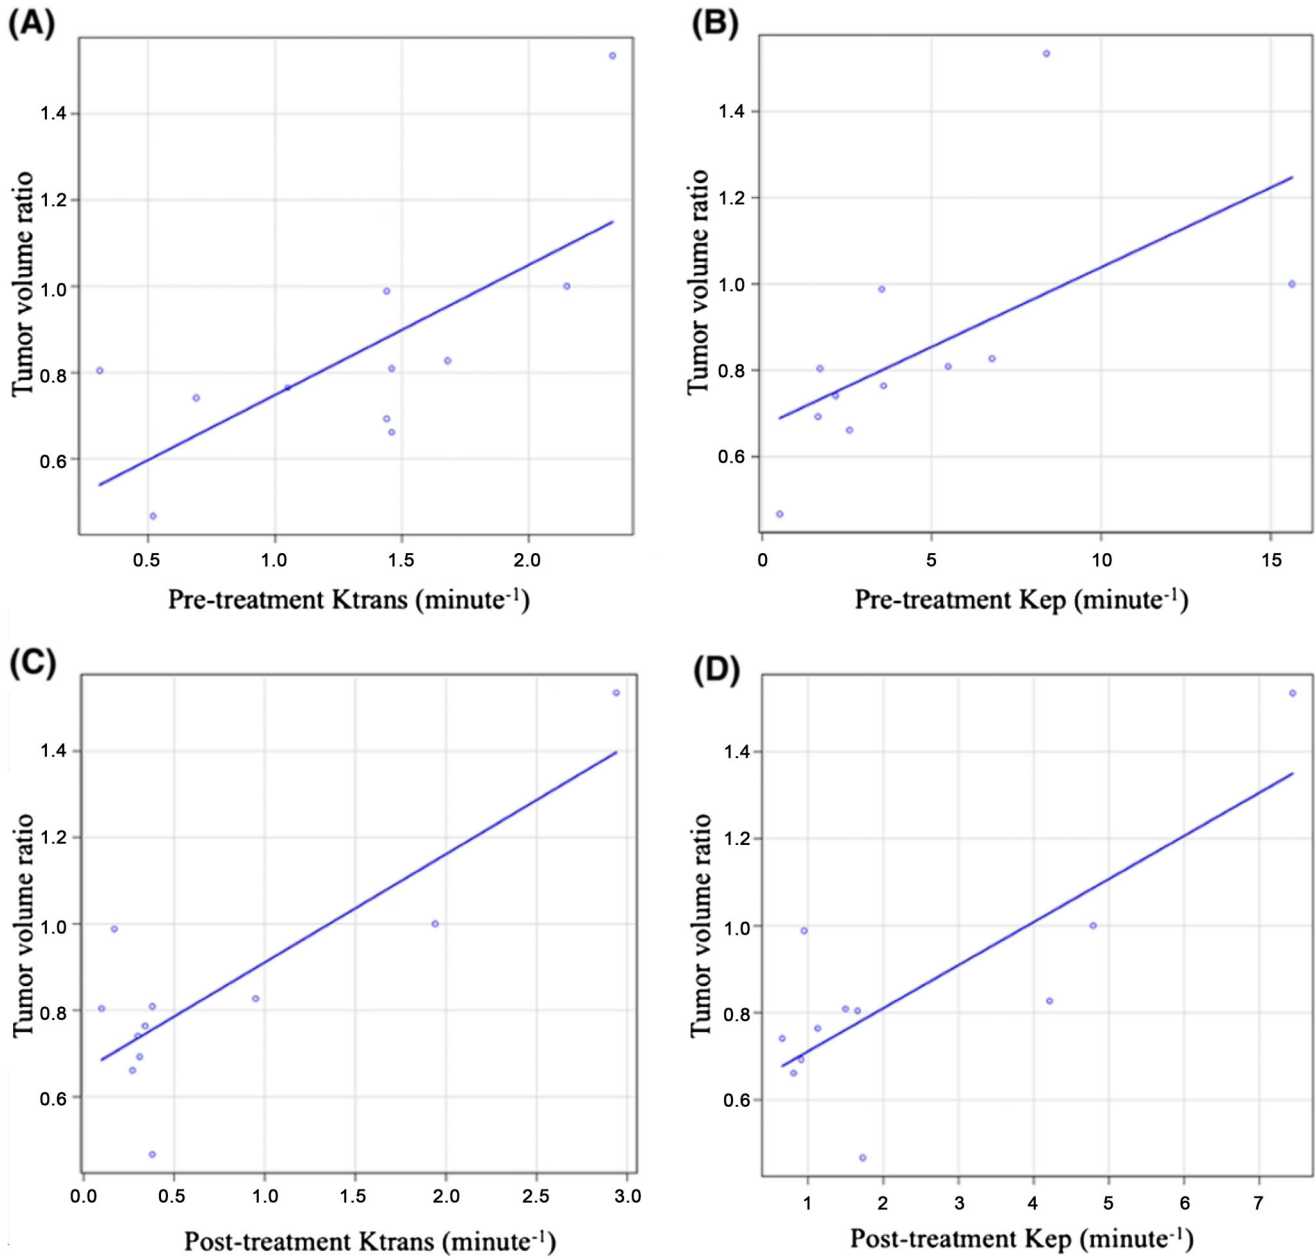 (A)
1.4
1.2
1.0
0.8
0.6
Tumor volume ratio
0.5 1.0 1.5 2.0
Pre-treatment Ktrans (minute⁻¹)
(B)
1.4
1.2
1.0
0.8
0.6
Tumor volume ratio
0 5 10 15
Pre-treatment Kep (minute⁻¹)
(C)
1.4
1.2
1.0
0.8
0.6
Tumor volume ratio
0.0 0.5 1.0 1.5 2.0 2.5 3.0
Post-treatment Ktrans (minute⁻¹)
(D)
1.4
1.2
1.0
0.8
0.6
Tumor volume ratio
1 2 3 4 5 6 7
Post-treatment Kep (minute⁻¹)